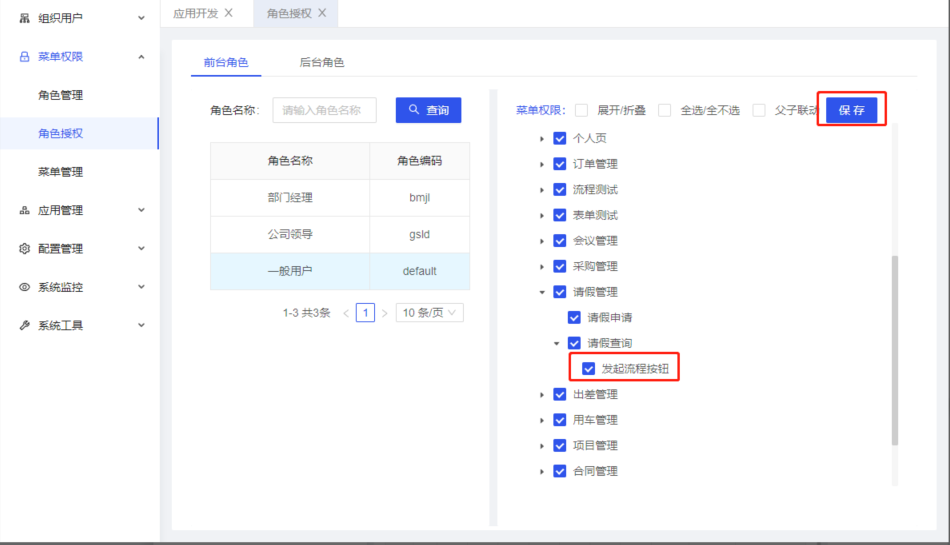 组织用户
菜单权限
角色管理
角色授权
菜单管理
应用管理
配置管理
系统监控
系统工具
应用开发 X
角色授权 X
前台角色
后台角色
角色名称: 请输入角色名称 查询
角色名称 角色编码
部门经理 bmjl
公司领导 gsld
一般用户 default
1-3 共3条 < 1 > 10 条/页
菜单权限: 展开/折叠 全选/全不选 父子联动 保存
个人页
订单管理
流程测试
表单测试
会议管理
采购管理
请假管理
请假申请
请假查询
发起流程按钮
出差管理
用车管理
项目管理
合同管理